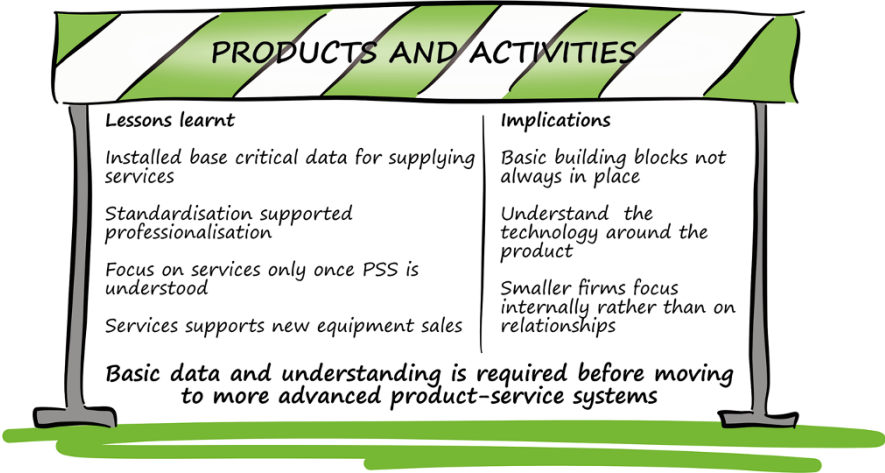 PRODUCTS AND ACTIVITIES
Lessons learnt
Installed base critical data for supplying
services
Standardisation supported
professionalisation
Focus on services only once PSS is
understood
Services supports new equipment sales
Implications
Basic building blocks not
always in place
Understand the
technology around the
product
Smaller firms focus
internally rather than on
relationships
Basic data and understanding is required before moving
to more advanced product-service systems